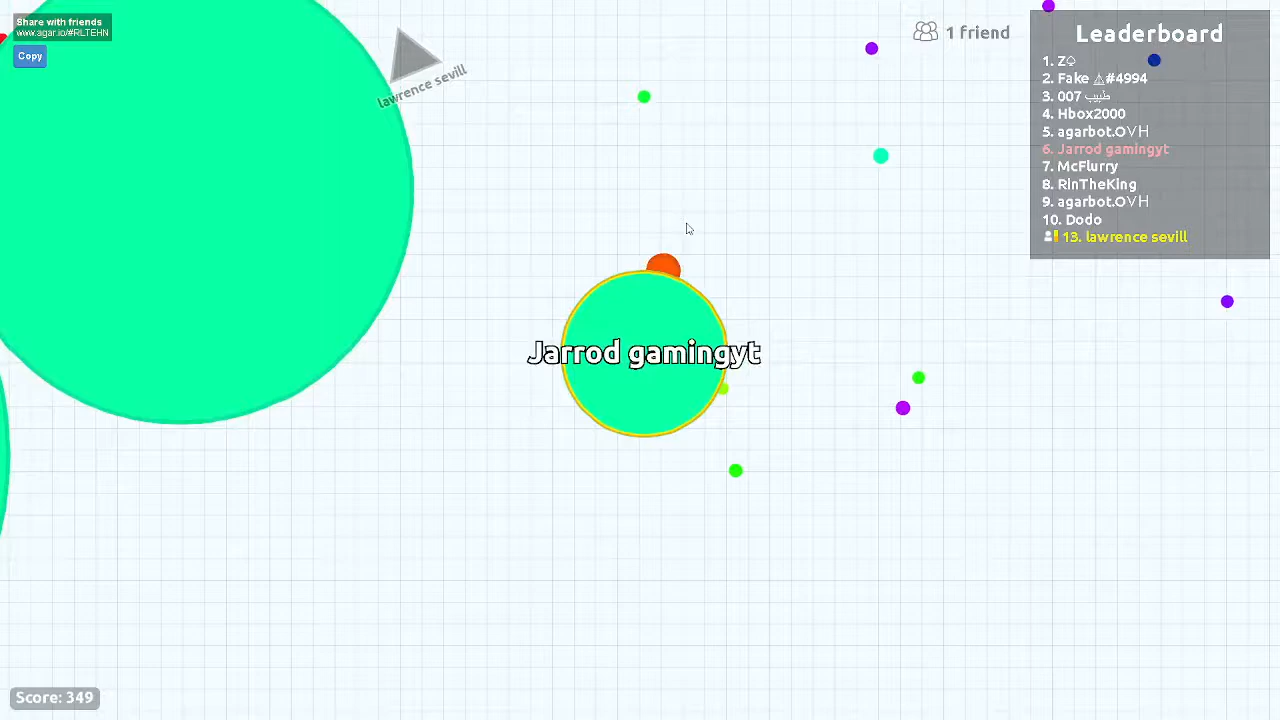 Share with friends
www.agar.io/#RLTEHN
Copy
lawrence sevill
1 friend
Leaderboard
1. Z♤
2. Fake ⚠#4994
3. 007 طبيب
4. Hbox2000
5. agarbot.OVH
6. Jarrod gamingyt
7. McFlurry
8. RinTheKing
9. agarbot.OVH
10. Dodo
13. lawrence sevill
Jarrod gamingyt
Score: 349